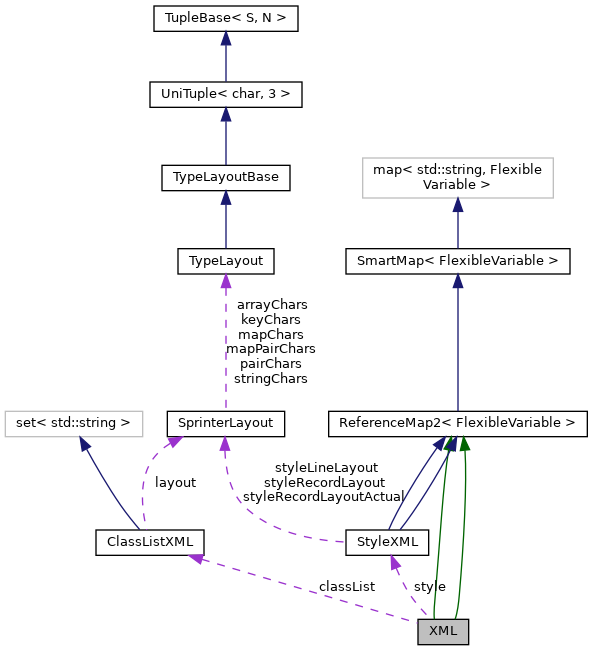 TupleBase< S, N >
UniTuple< char, 3 >
TypeLayoutBase
map< std::string, Flexible
Variable >
TypeLayout
SmartMap< FlexibleVariable >
arrayChars
keyChars
mapChars
mapPairChars
pairChars
stringChars
set< std::string >
SprinterLayout
ReferenceMap2< FlexibleVariable >
layout
styleLineLayout
styleRecordLayout
styleRecordLayoutActual
ClassListXML
StyleXML
classList
style
XML